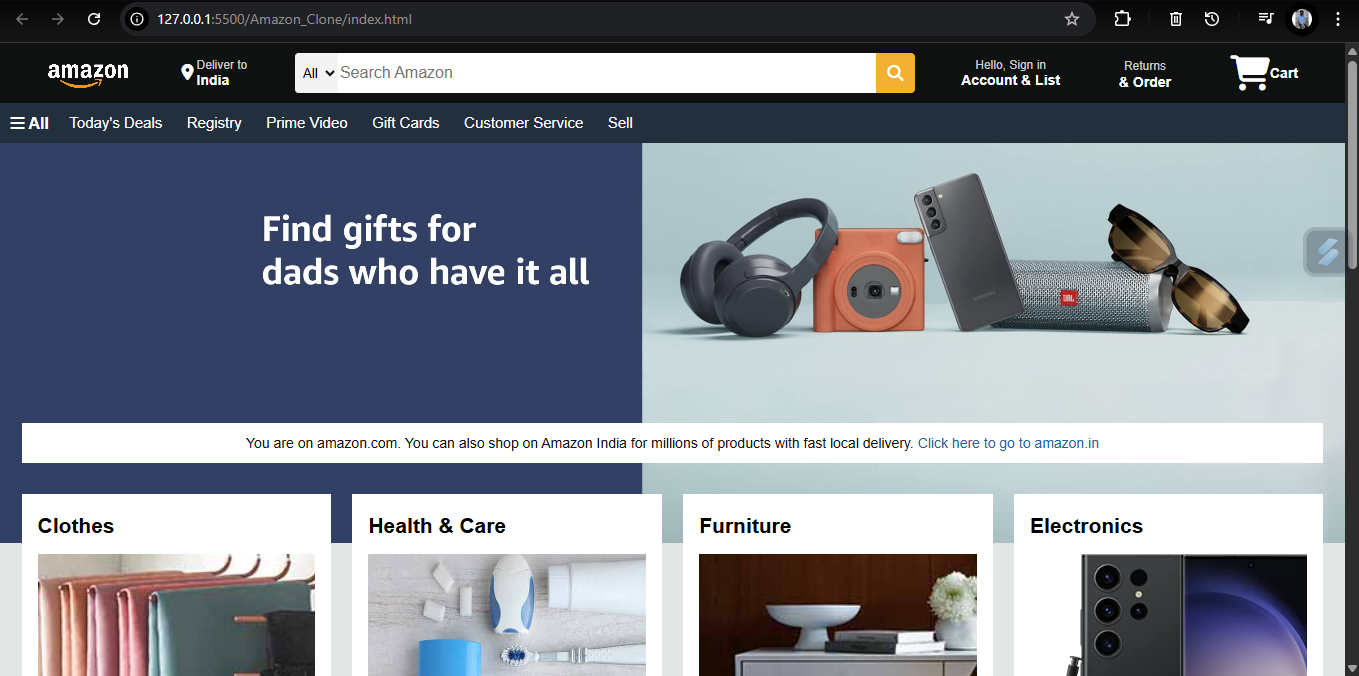 127.0.0.1:5500/Amazon_Clone/index.html
amazon
Deliver to
India
All
Search Amazon
Hello, Sign in
Account & List
Returns
& Order
Cart
All
Today's Deals
Registry
Prime Video
Gift Cards
Customer Service
Sell
Find gifts for
dads who have it all
SAMSUNG
JBL
You are on amazon.com. You can also shop on Amazon India for millions of products with fast local delivery. Click here to go to amazon.in
Clothes
Health & Care
Furniture
Electronics